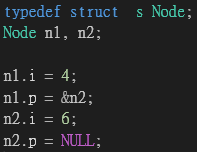 typedef struct  s Node;
Node n1, n2;
n1.i = 4;
n1.p = &n2;
n2.i = 6;
n2.p = NULL;